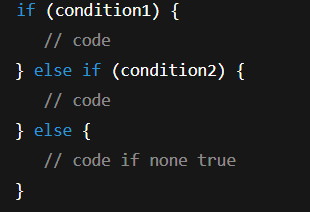 if (condition1) {
   // code
} else if (condition2) {
   // code
} else {
   // code if none true
}